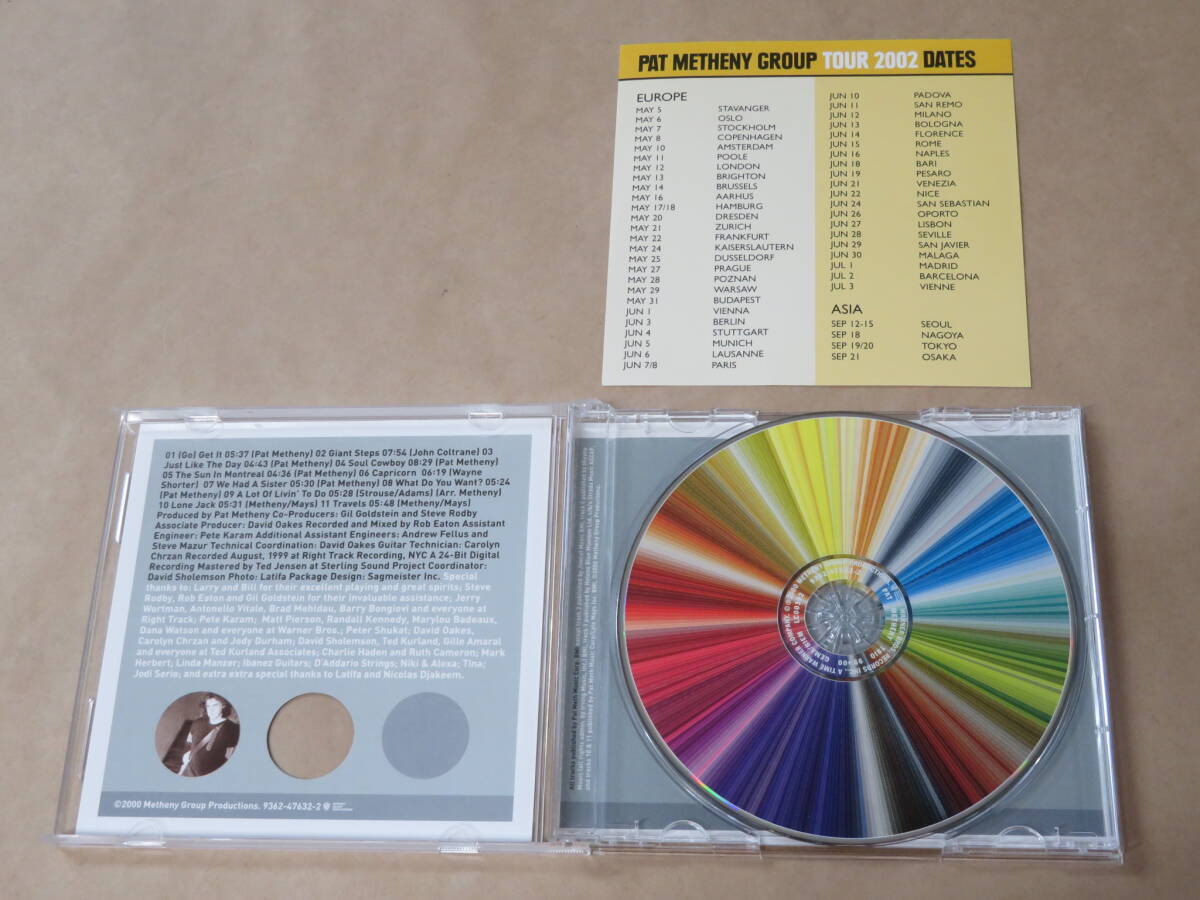 PAT METHENY GROUP TOUR 2002 DATES
EUROPE
MAY 5 STAVANGER
MAY 6 OSLO
MAY 7 STOCKHOLM
MAY 8 COPENHAGEN
MAY 10 AMSTERDAM
MAY 11 POOLE
MAY 12 LONDON
MAY 13 BRIGHTON
MAY 14 BRUSSELS
MAY 16 AARHUS
MAY 17/18 HAMBURG
MAY 20 DRESDEN
MAY 21 ZURICH
MAY 22 FRANKFURT
MAY 24 KAISERSLAUTERN
MAY 25 DUSSELDORF
MAY 27 PRAGUE
MAY 28 POZNAN
MAY 29 WARSAW
MAY 31 BUDAPEST
JUN 1 VIENNA
JUN 3 BERLIN
JUN 4 STUTTGART
JUN 5 MUNICH
JUN 6 LAUSANNE
JUN 7/8 PARIS
JUN 10 PADOVA
JUN 11 SAN REMO
JUN 12 MILANO
JUN 13 BOLOGNA
JUN 14 FLORENCE
JUN 15 ROME
JUN 16 NAPLES
JUN 18 BARI
JUN 19 PESARO
JUN 21 VENEZIA
JUN 22 NICE
JUN 24 SAN SEBASTIAN
JUN 26 OPORTO
JUN 27 LISBON
JUN 28 SEVILLE
JUN 29 SAN JAVIER
JUN 30 MALAGA
JUL 1 MADRID
JUL 2 BARCELONA
JUL 3 VIENNE
ASIA
SEP 12-15 SEOUL
SEP 18 NAGOYA
SEP 19/20 TOKYO
SEP 21 OSAKA
01 (Go) Get It 05:37 (Pat Metheny) 02 Giant Steps 07:54 (John Coltrane) 03
Just Like The Day 04:43 (Pat Metheny) 04 Soul Cowboy 08:29 (Pat Metheny)
05 The Sun In Montreal 04:36 (Pat Metheny) 06 Capricorn 06:19 (Wayne
Shorter) 07 We Had A Sister 05:30 (Pat Metheny) 08 What Do You Want? 05:24
(Pat Metheny) 09 A Lot Of Livin' To Do 05:28 (Strouse/Adams) (Arr. Metheny)
10 Lone Jack 05:31 (Metheny/Mays) 11 Travels 05:48 (Metheny/Mays)
Produced by Pat Metheny Co-Producers: Gil Goldstein and Steve Rodby
Associate Producer: David Oakes Recorded and Mixed by Rob Eaton Assistant
Engineer: Pete Karam Additional Assistant Engineers: Andrew Fellus and
Steve Mazur Technical Coordination: David Oakes Guitar Technician: Carolyn
Chrzan Recorded August, 1999 at Right Track Recording, NYC A 24-Bit Digital
Recording Mastered by Ted Jensen at Sterling Sound Project Coordinator:
David Sholemson Photo: Latifa Package Design: Sagmeister Inc. Special
thanks to: Larry and Bill for their excellent playing and great spirits; Steve
Rodby, Rob Eaton and Gil Goldstein for their invaluable assistance; Jerry
Wortman, Antonello Vitale, Brad Mehldau, Barry Bongiovi and everyone at
Right Track; Pete Karam; Matt Pierson, Randall Kennedy, Marylou Badeaux,
Dana Watson and everyone at Warner Bros.; Peter Shukat; David Oakes,
Carolyn Chrzan and Jody Durham; David Sholemson, Ted Kurland, Gille Amaral
and everyone at Ted Kurland Associates; Charlie Haden and Ruth Cameron; Mark
Herbert, Linda Manzer; Ibanez Guitars; D'Addario Strings; Niki & Alexa; Tina;
Jodi Serio; and extra extra special thanks to Latifa and Nicolas Djakeem.
©2000 Metheny Group Productions. 9362-47632-2